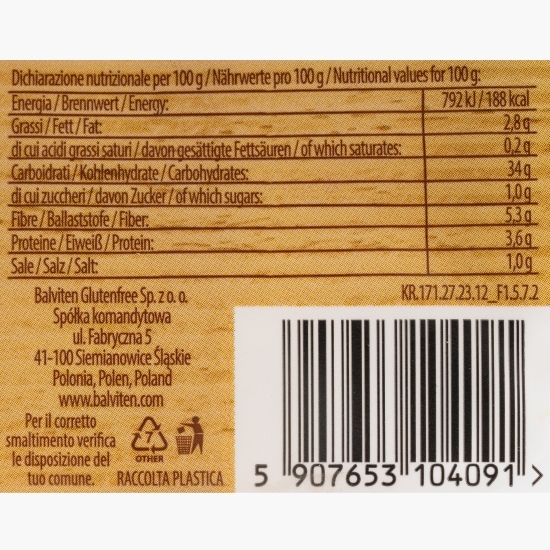 Dichiarazione nutrizionale per 100 g / Nährwerte pro 100 g / Nutritional values for 100 g:
Energia / Brennwert / Energy: 792 kJ / 188 kcal
Grassi / Fett / Fat: 2,8 g
di cui acidi grassi saturi / davon gesättigte Fettsäuren / of which saturates: 0,2 g
Carboidrati / Kohlenhydrate / Carbohydrates: 34 g
di cui zuccheri / davon Zucker / of which sugars: 1,0 g
Fibre / Ballaststofe / Fiber: 5,3 g
Proteine / Eiweiß / Protein: 3,6 g
Sale / Salz / Salt: 1,0 g
KR.171.27.23.12_F1.5.7.2
Balviten Glutenfree Sp. z o. o.
Spółka komandytowa
ul. Fabryczna 5
41-100 Siemianowice Śląskie
Polonia, Polen, Poland
www.balviten.com
Per il corretto
smaltimento verifica
le disposizione del
tuo comune.
7
OTHER
RACCOLTA PLASTICA
5 907653 104091 >